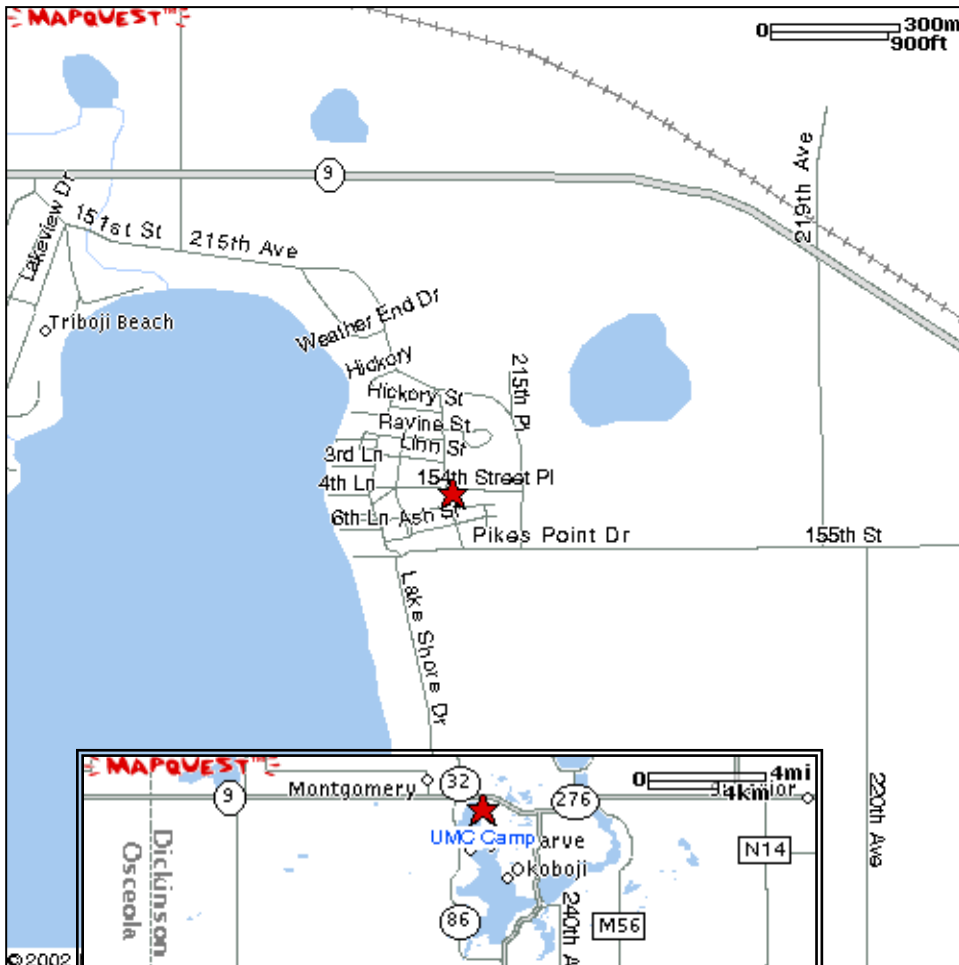 MAPQUEST™
0 300m
900ft
9
219th Ave
Lakeview Dr
151st St
215th Ave
Triboji Beach
Weather End Dr
Hickory
Hickory St
215th Pl
Ravine St
Linn St
3rd Ln
4th Ln
154th Street Pl
6th Ln
Ash St
Pikes Point Dr
155th St
Lake Shore Dr
220th Ave
MAPQUEST™
0 4mi
4km
Montgomery
32
9
276
UMC Camp
arve
Okoboji
N14
Dickinson
Osceola
86
240th A
M56
©2002